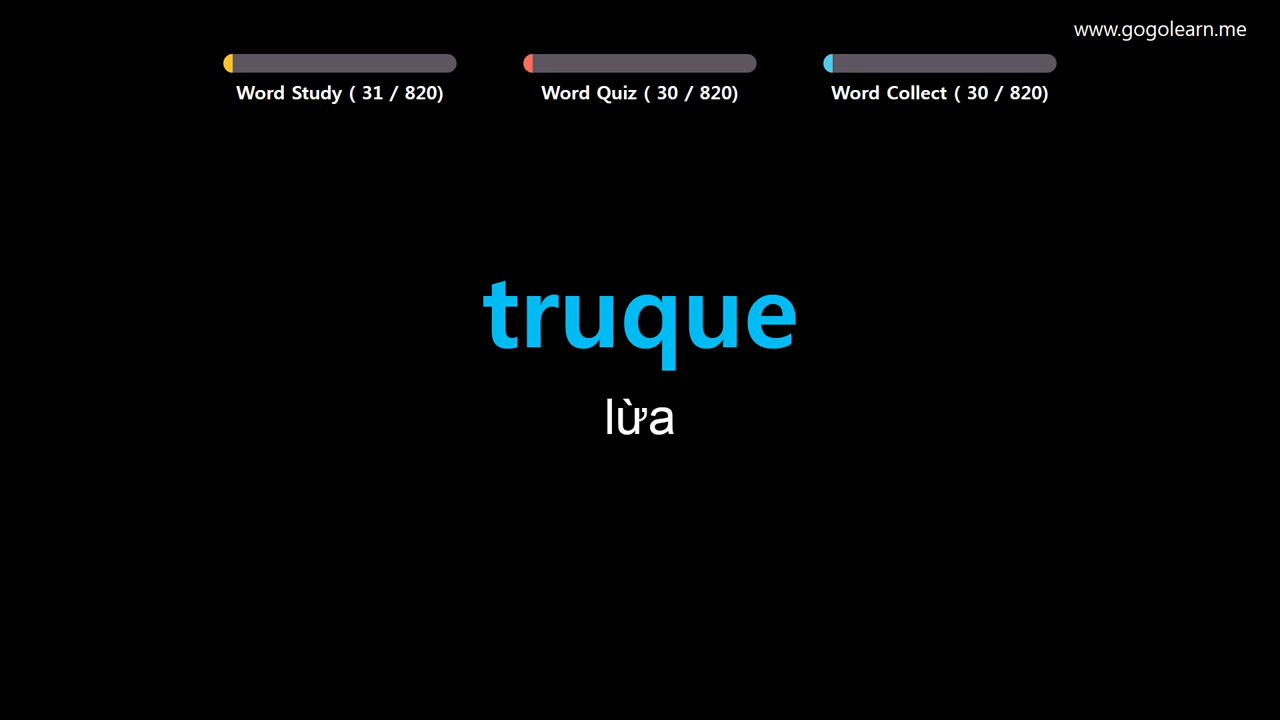 www.gogolearn.me
Word Study ( 31 / 820)
Word Quiz ( 30 / 820)
Word Collect ( 30 / 820)
truque
lừa